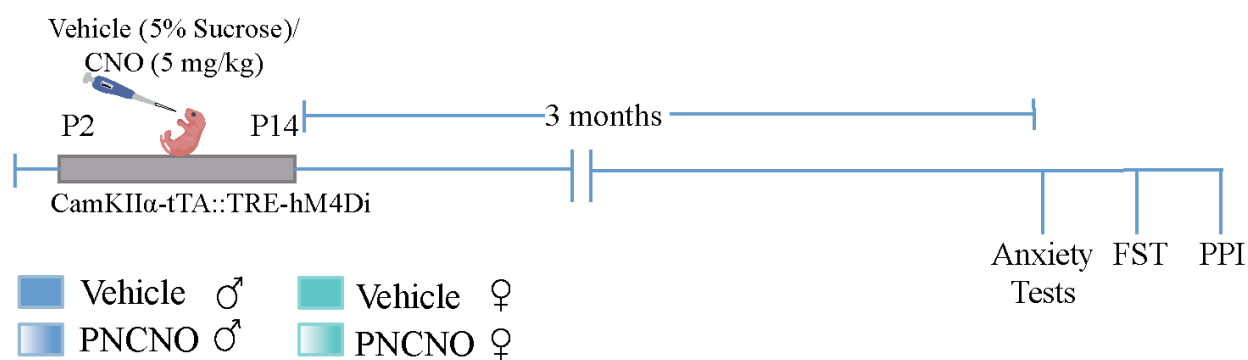 Vehicle (5% Sucrose)/
CNO (5 mg/kg)
P2
P14
3 months
CamKIIα-tTA::TRE-hM4Di
Anxiety
Tests
FST
PPI
Vehicle ♂
Vehicle ♀
PNCNO ♂
PNCNO ♀